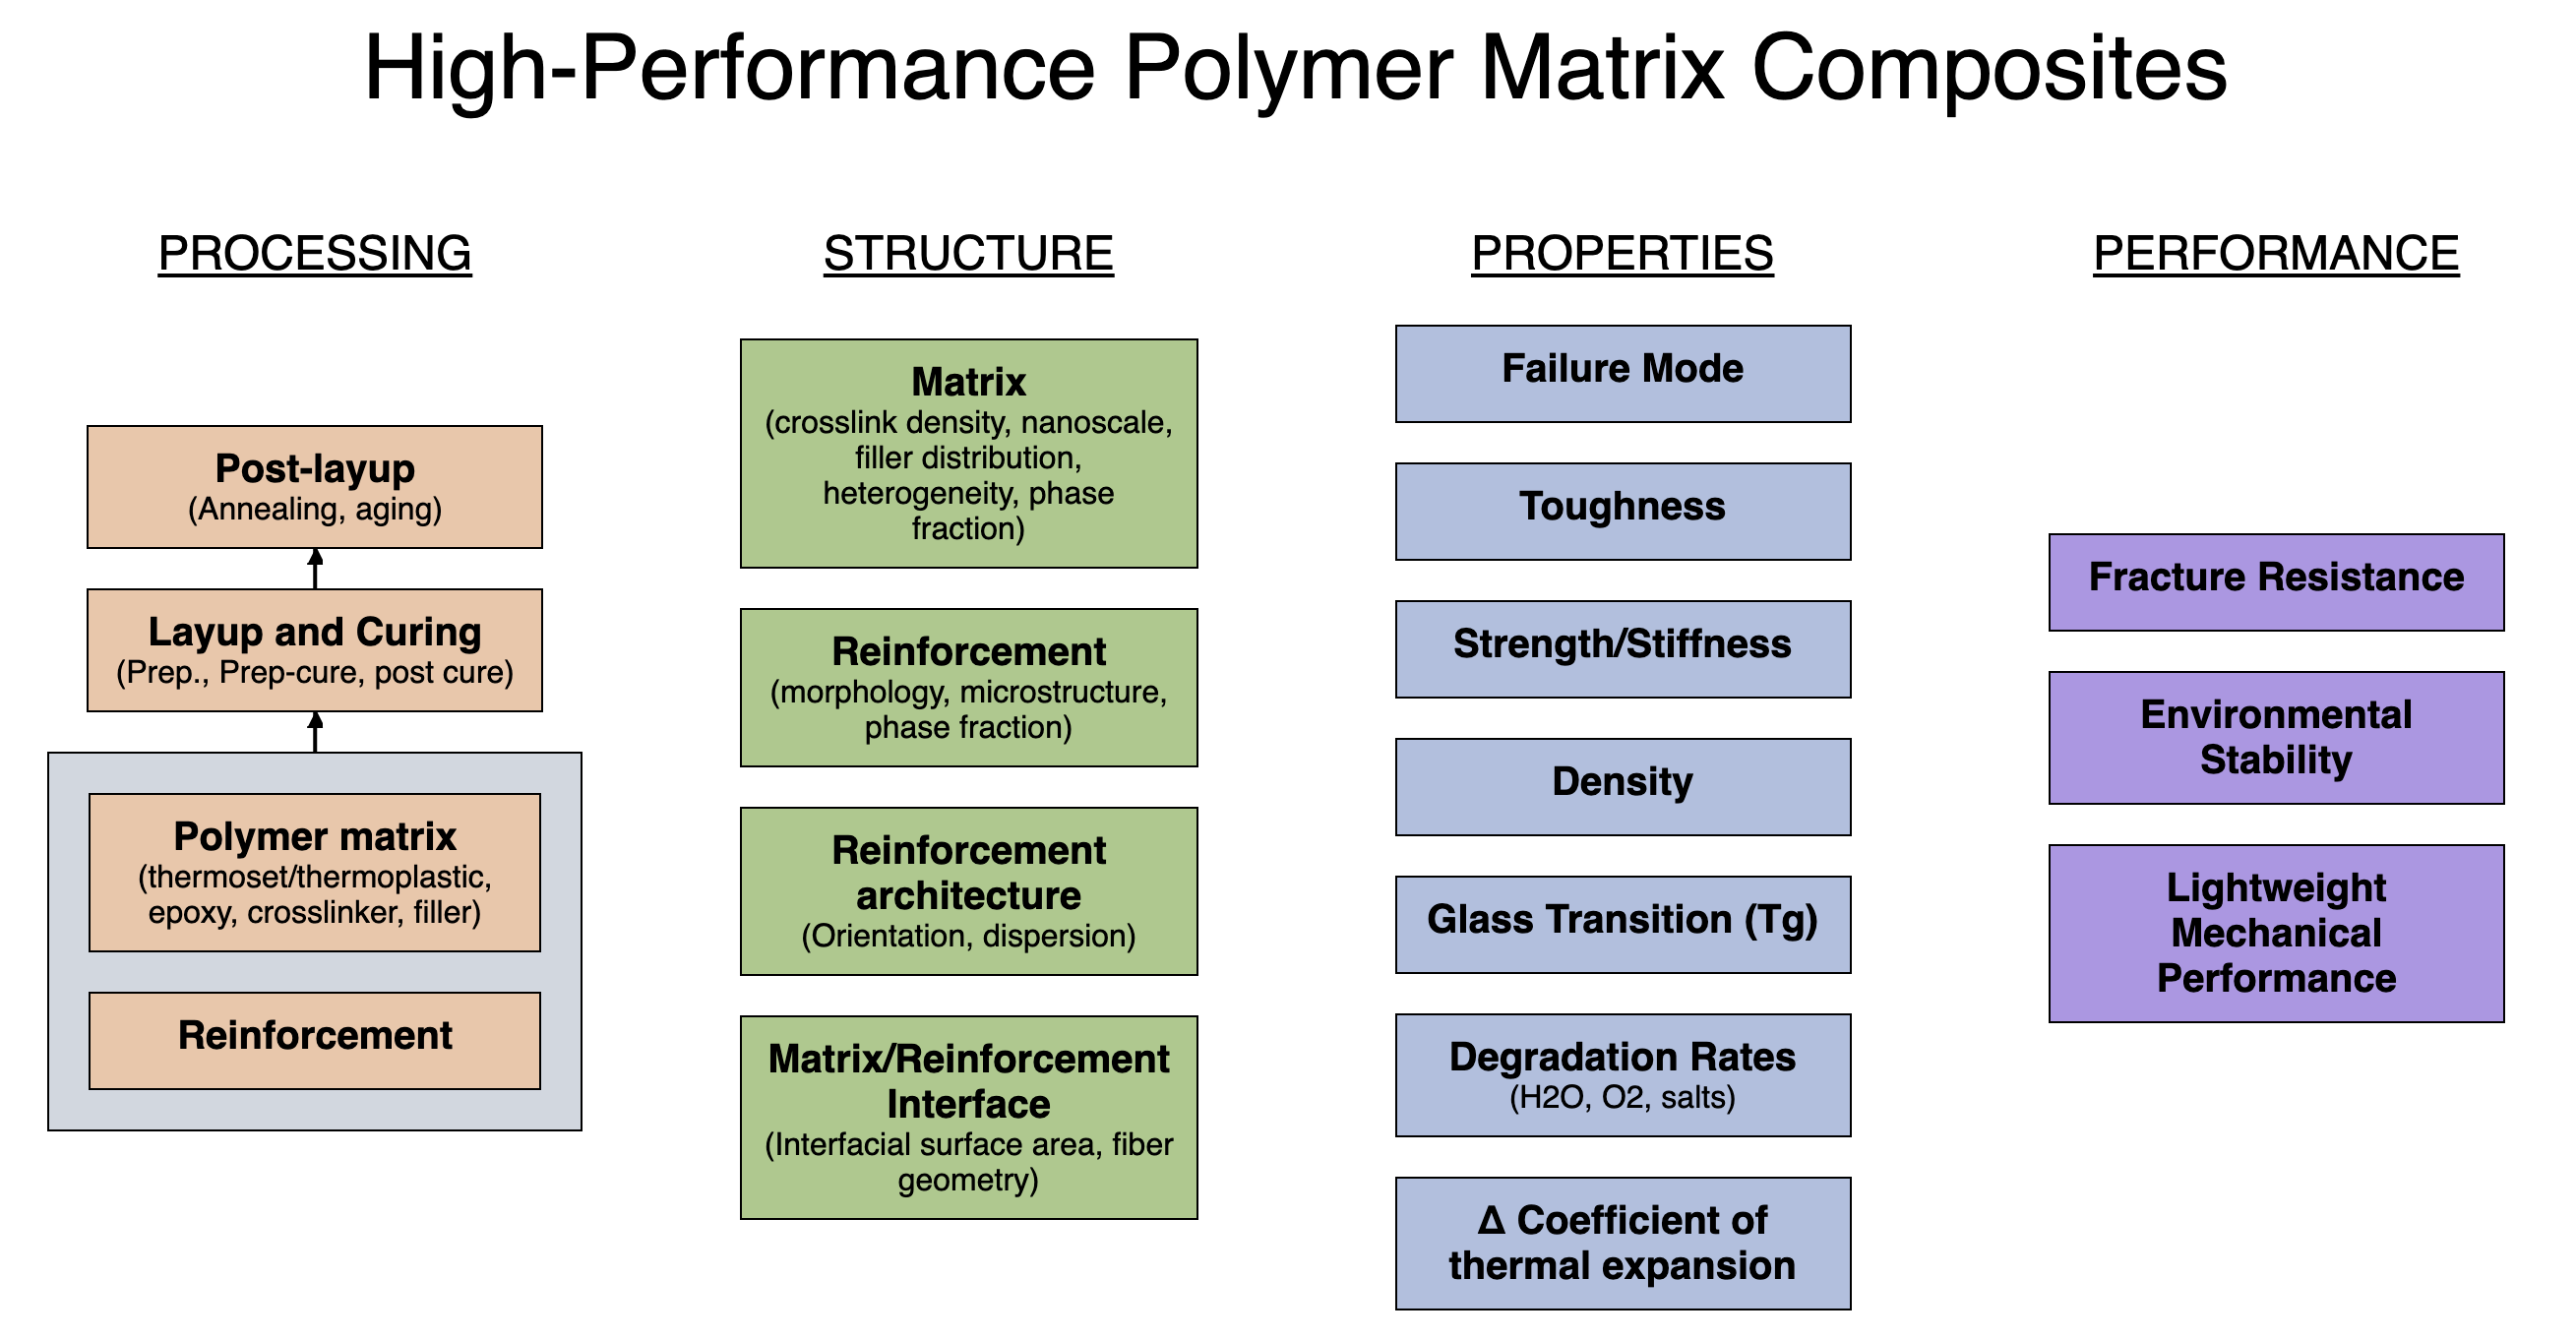 High-Performance Polymer Matrix Composites
PROCESSING
Post-layup
(Annealing, aging)
Layup and Curing
(Prep., Prep-cure, post cure)
Polymer matrix
(thermoset/thermoplastic,
epoxy, crosslinker, filler)
Reinforcement
STRUCTURE
Matrix
(crosslink density, nanoscale,
filler distribution,
heterogeneity, phase
fraction)
Reinforcement
(morphology, microstructure,
phase fraction)
Reinforcement
architecture
(Orientation, dispersion)
Matrix/Reinforcement
Interface
(Interfacial surface area, fiber
geometry)
PROPERTIES
Failure Mode
Toughness
Strength/Stiffness
Density
Glass Transition (Tg)
Degradation Rates
(H2O, O2, salts)
Δ Coefficient of
thermal expansion
PERFORMANCE
Fracture Resistance
Environmental
Stability
Lightweight
Mechanical
Performance